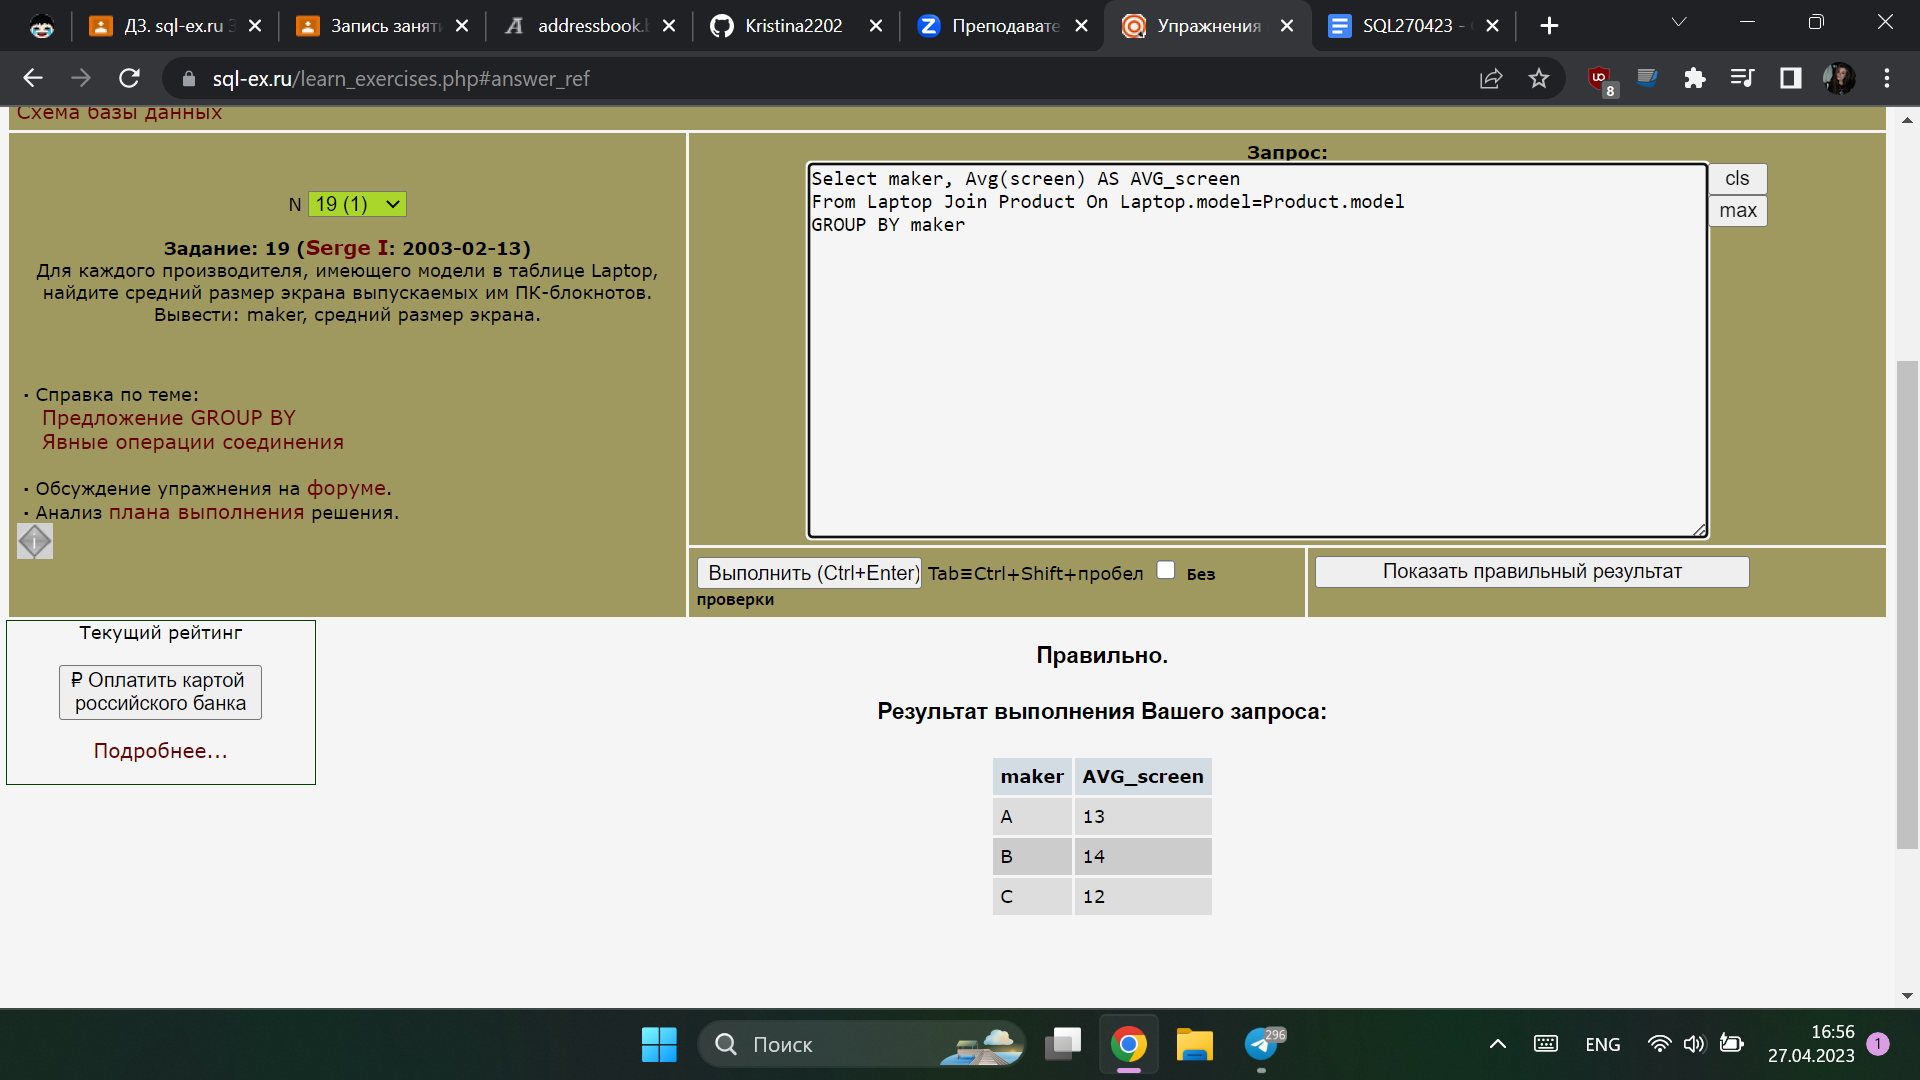 ДЗ. sql-ex.ru
Запись заняти
addressbook.
Kristina2202
Преподавате
Упражнения
SQL270423 -
sql-ex.ru/learn_exercises.php#answer_ref
8
Схема базы данных
N 19 (1)
Задание: 19 (Serge I: 2003-02-13)
Для каждого производителя, имеющего модели в таблице Laptop,
найдите средний размер экрана выпускаемых им ПК-блокнотов.
Вывести: maker, средний размер экрана.
· Справка по теме:
Предложение GROUP BY
Явные операции соединения
· Обсуждение упражнения на форуме.
· Анализ плана выполнения решения.
Запрос:
Select maker, Avg(screen) AS AVG_screen
From Laptop Join Product On Laptop.model=Product.model
GROUP BY maker
cls
max
Выполнить (Ctrl+Enter) Tab≡Ctrl+Shift+пробел Без
проверки
Показать правильный результат
Текущий рейтинг
₽ Оплатить картой
российского банка
Подробнее...
Правильно.
Результат выполнения Вашего запроса:
maker AVG_screen
A 13
B 14
C 12
Поиск
296
ENG
16:56
27.04.2023
1